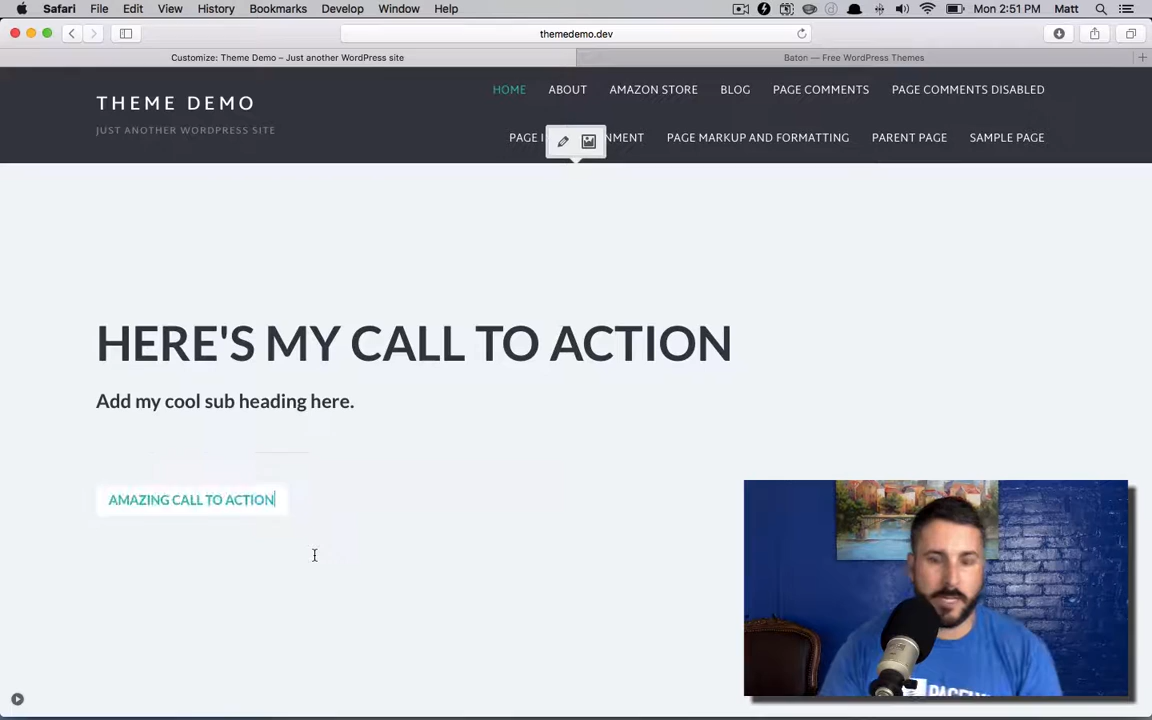 Safari File Edit View History Bookmarks Develop Window Help Mon 2:51 PM Matt
themedemo.dev
Customize: Theme Demo – Just another WordPress site Baton — Free WordPress Themes
THEME DEMO
JUST ANOTHER WORDPRESS SITE
HOME ABOUT AMAZON STORE BLOG PAGE COMMENTS PAGE COMMENTS DISABLED
PAGE MARKUP AND FORMATTING PARENT PAGE SAMPLE PAGE
HERE'S MY CALL TO ACTION
Add my cool sub heading here.
AMAZING CALL TO ACTION